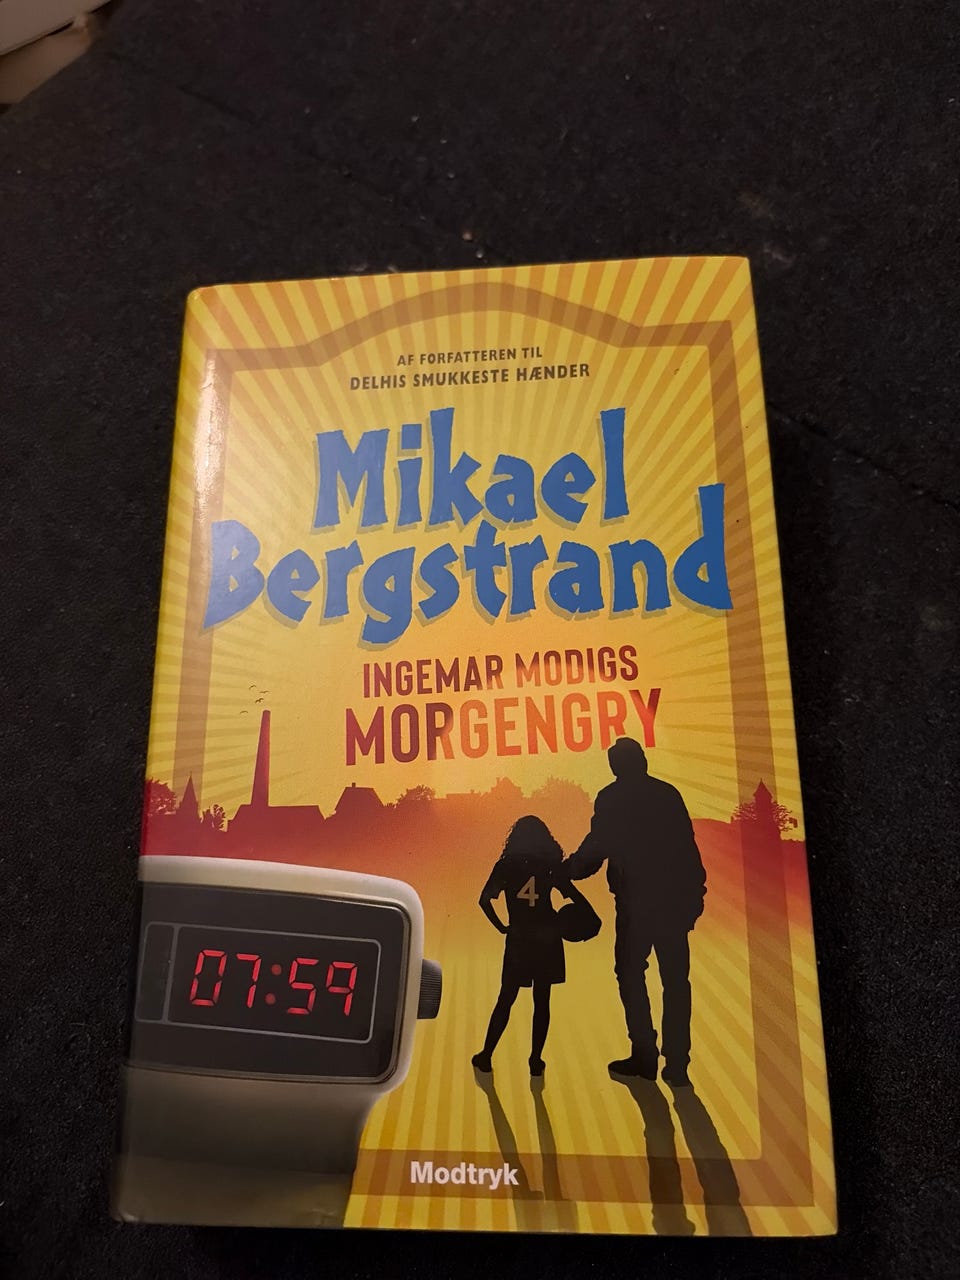 AF FORFATTEREN TIL
DELHIS SMUKKESTE HÆNDER
Mikael
Bergstrand
INGEMAR MODIGS
MORGENGRY
4
07:59
Modtryk